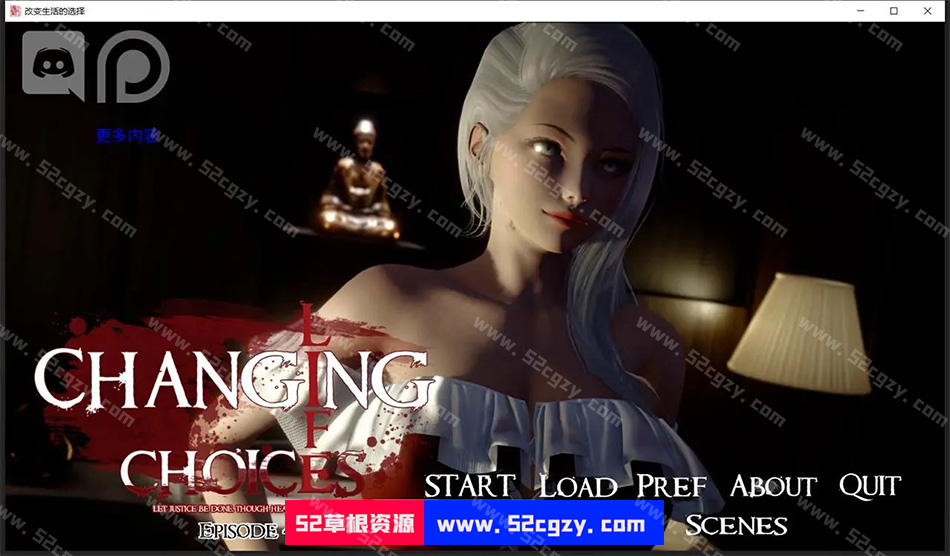 改变生活的选择
更多内容
CHANGING
LIFE
CHOICES
LET JUSTICE BE DONE, THOUGH HEA
EPISODE
START LOAD PREF ABOUT QUIT
SCENES
52草根资源 www.52cgzy.com
www.52cgzy.com